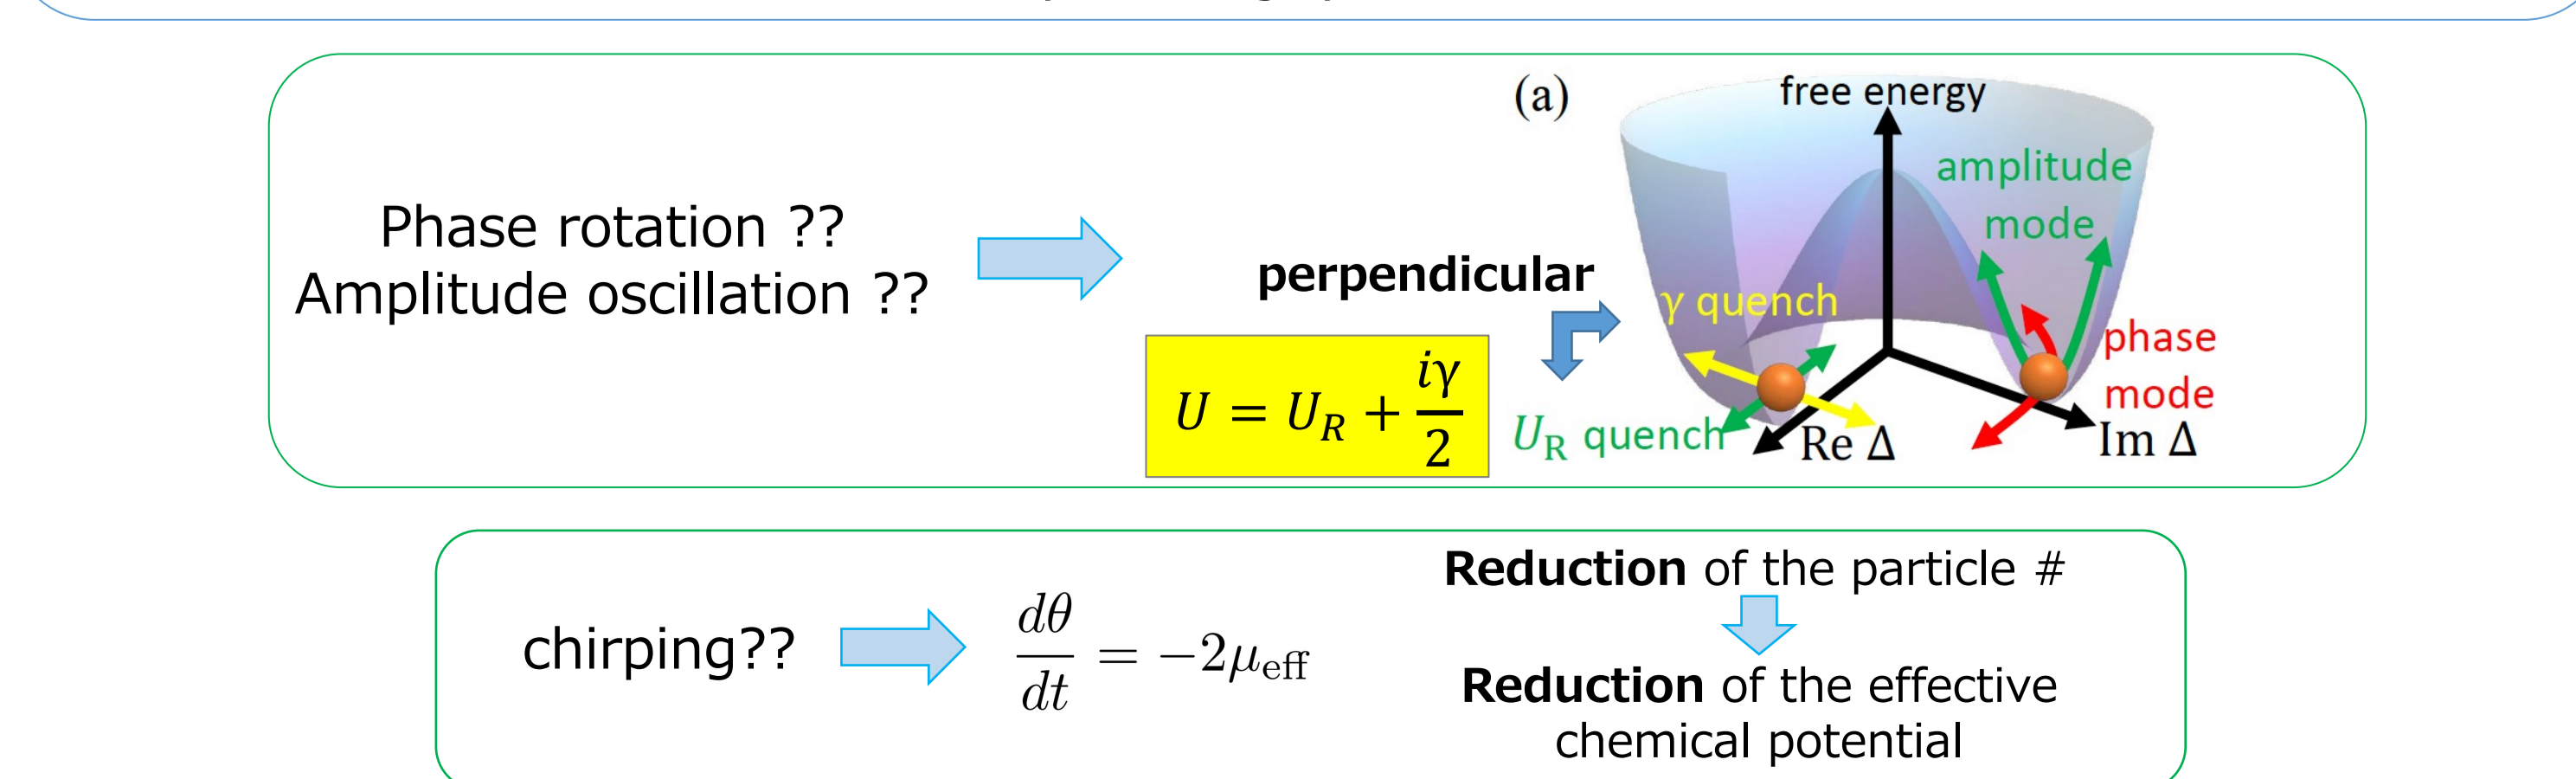 (a)
free energy
amplitude
mode
Phase rotation ??
Amplitude oscillation ??
perpendicular
γ quench
phase
mode
U = U_R + iγ/2
U_R quench
Re Δ
Im Δ
Reduction of the particle #
chirping??
dθ/dt = −2μ_eff
Reduction of the effective
chemical potential